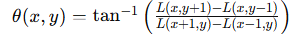 θ(x, y) = tan⁻¹ ( L(x,y+1)−L(x,y−1) / L(x+1,y)−L(x−1,y) )